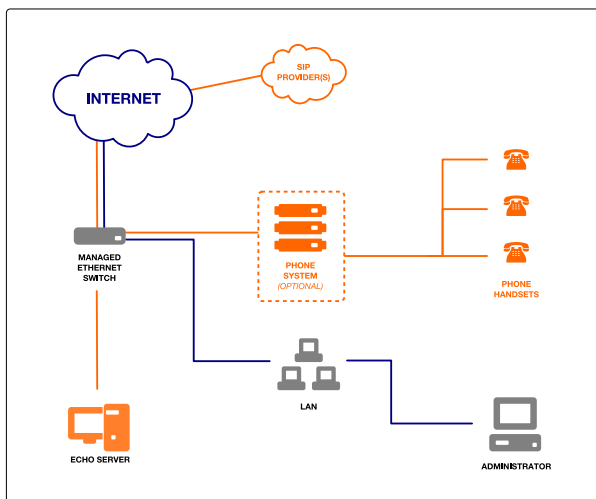 INTERNET
SIP
PROVIDER(S)
MANAGED
ETHERNET
SWITCH
PHONE
SYSTEM
(OPTIONAL)
PHONE
HANDSETS
LAN
ECHO SERVER
ADMINISTRATOR